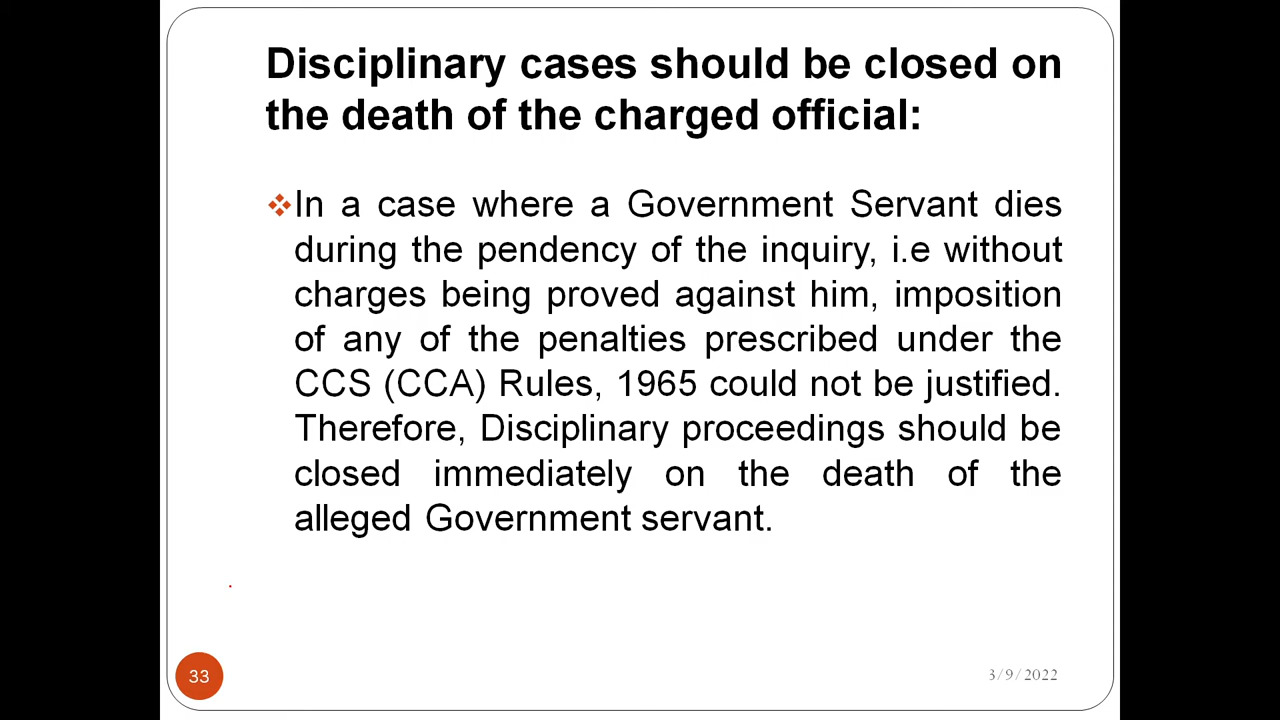 Disciplinary cases should be closed on
the death of the charged official:
In a case where a Government Servant dies
during the pendency of the inquiry, i.e without
charges being proved against him, imposition
of any of the penalties prescribed under the
CCS (CCA) Rules, 1965 could not be justified.
Therefore, Disciplinary proceedings should be
closed immediately on the death of the
alleged Government servant.
33
3/9/2022